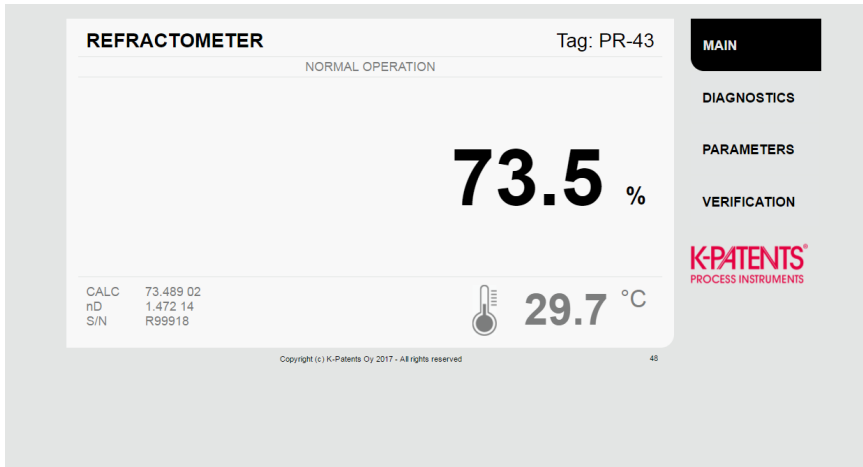 REFRACTOMETER Tag: PR-43
NORMAL OPERATION
73.5 %
CALC 73.489 02
nD 1.472 14
S/N R99918
29.7 °C
Copyright (c) K-Patents Oy 2017 - All rights reserved 48
MAIN
DIAGNOSTICS
PARAMETERS
VERIFICATION
K-PATENTS®
PROCESS INSTRUMENTS